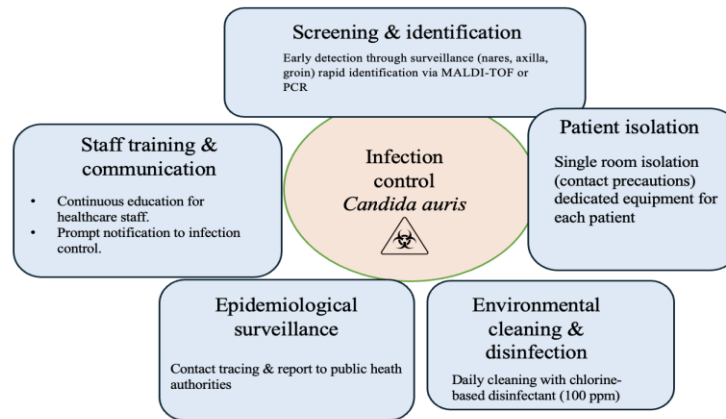 Screening & identification
Early detection through surveillance (nares, axilla,
groin) rapid identification via MALDI-TOF or
PCR
Patient isolation
Single room isolation
(contact precautions)
dedicated equipment for
each patient
Staff training &
communication
• Continuous education for
healthcare staff.
• Prompt notification to infection
control.
Infection
control
Candida auris
Epidemiological
surveillance
Contact tracing & report to public heath
authorities
Environmental
cleaning &
disinfection
Daily cleaning with chlorine-
based disinfectant (100 ppm)